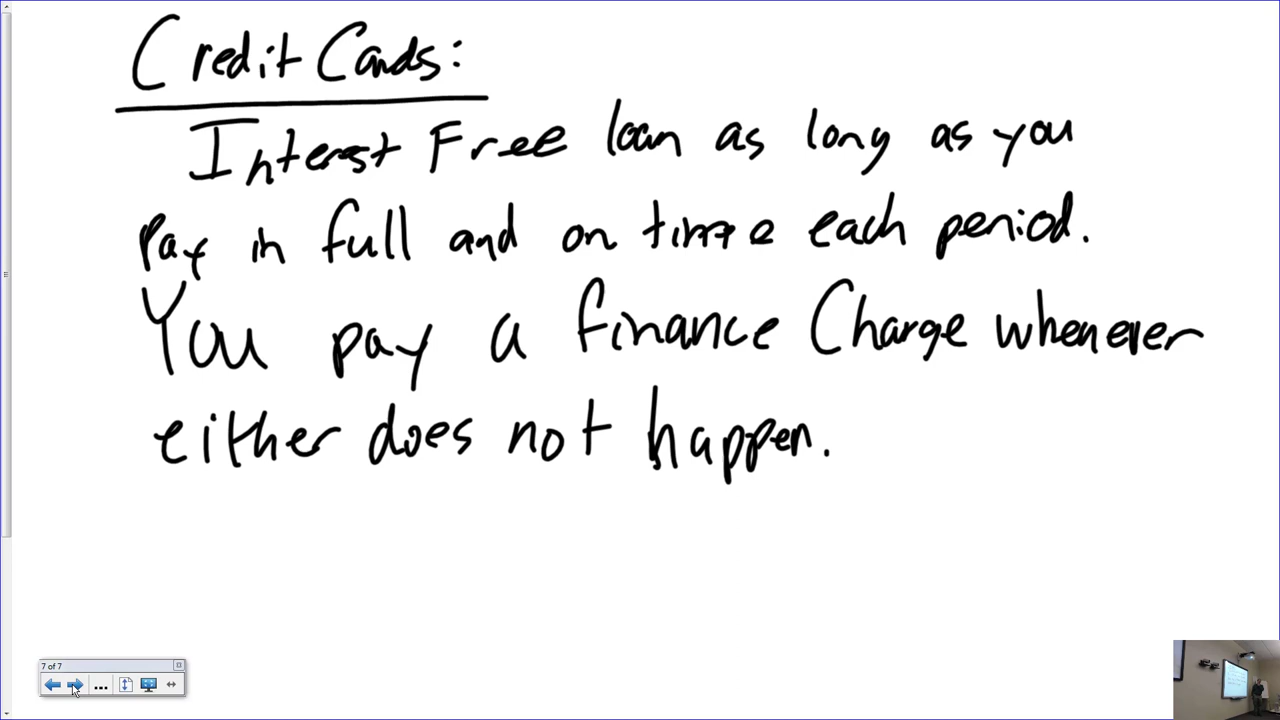 Credit Cards:
Interest Free loan as long as you
Pay in full and on time each period.
You pay a finance Charge whenever
either does not happen.
7 of 7